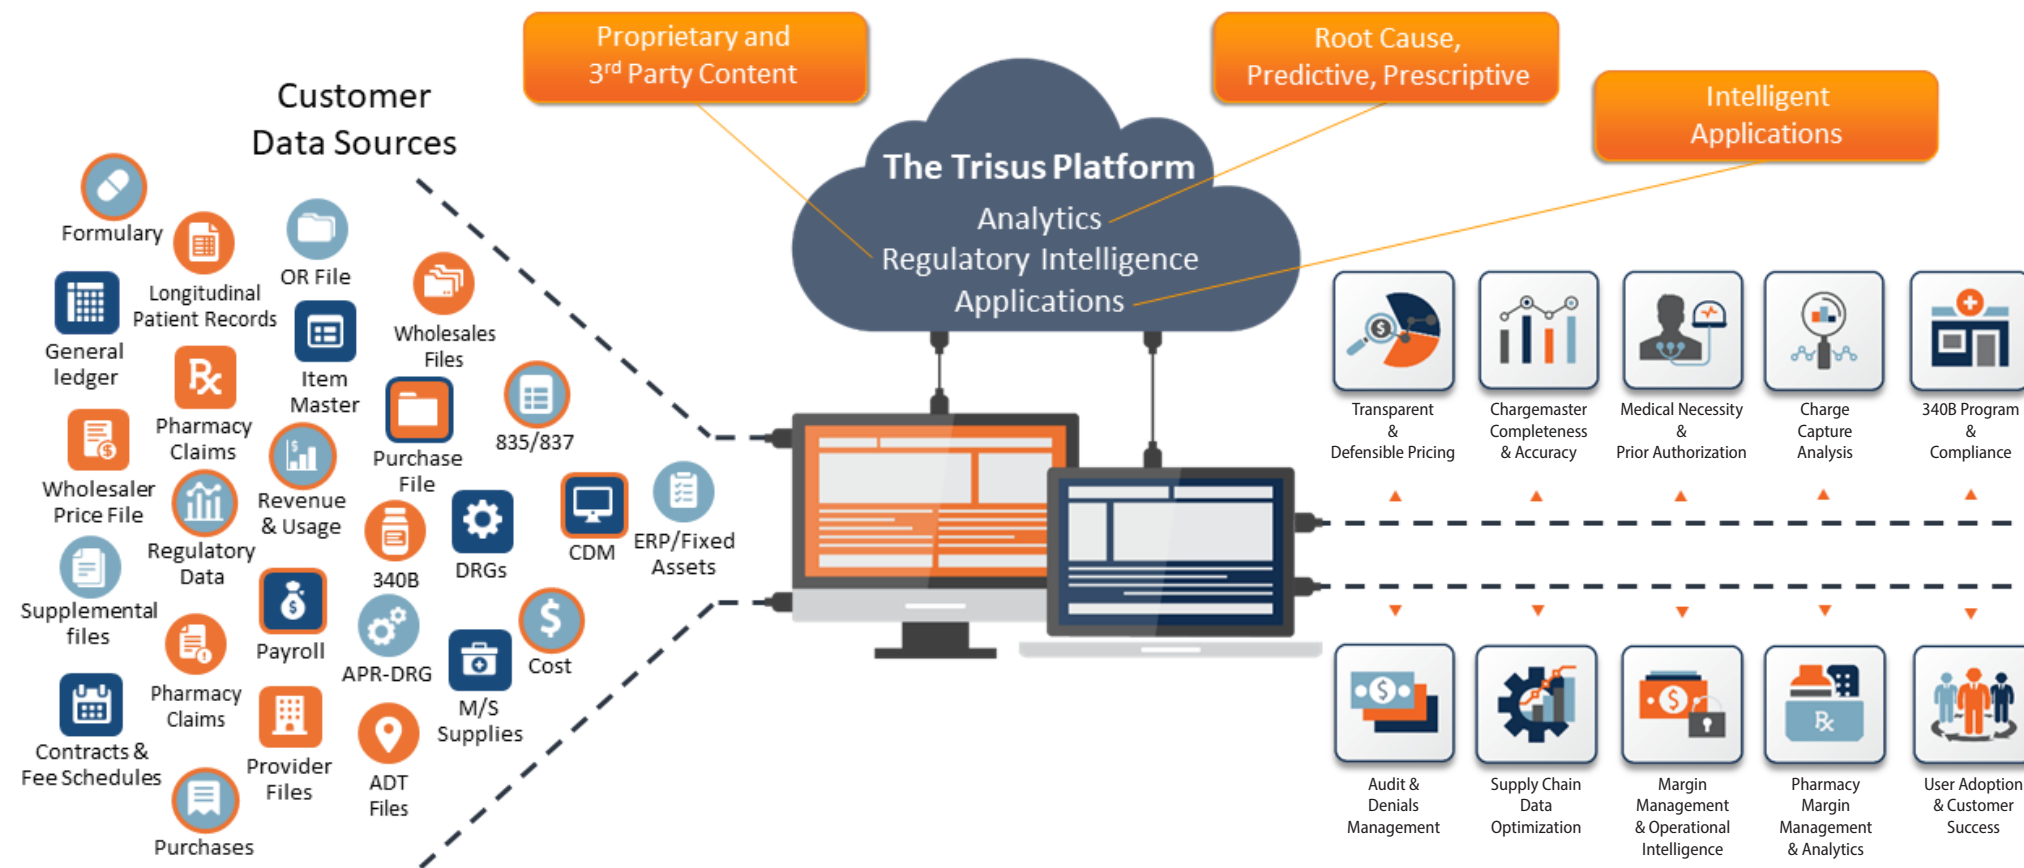 Proprietary and
3rd Party Content
Root Cause,
Predictive, Prescriptive
Intelligent
Applications
Customer
Data Sources
The Trisus Platform
Analytics
Regulatory Intelligence
Applications
Formulary
OR File
Longitudinal
Patient Records
Wholesales
Files
General
ledger
Item
Master
Rx
Pharmacy
Claims
835/837
Purchase
File
$
Wholesaler
Price File
$
Revenue
& Usage
Regulatory
Data
340B
DRGs
CDM
ERP/Fixed
Assets
Supplemental
files
$
Payroll
APR-DRG
$
Cost
Pharmacy
Claims
M/S
Supplies
Contracts &
Fee Schedules
Provider
Files
ADT
Files
Purchases
$
Transparent
&
Defensible Pricing
Chargemaster
Completeness
& Accuracy
Medical Necessity
&
Prior Authorization
Charge
Capture
Analysis
340B Program
&
Compliance
$
Audit &
Denials
Management
Supply Chain
Data
Optimization
$
Margin
Management
& Operational
Intelligence
Rx
Pharmacy
Margin
Management
& Analytics
User Adoption
& Customer
Success